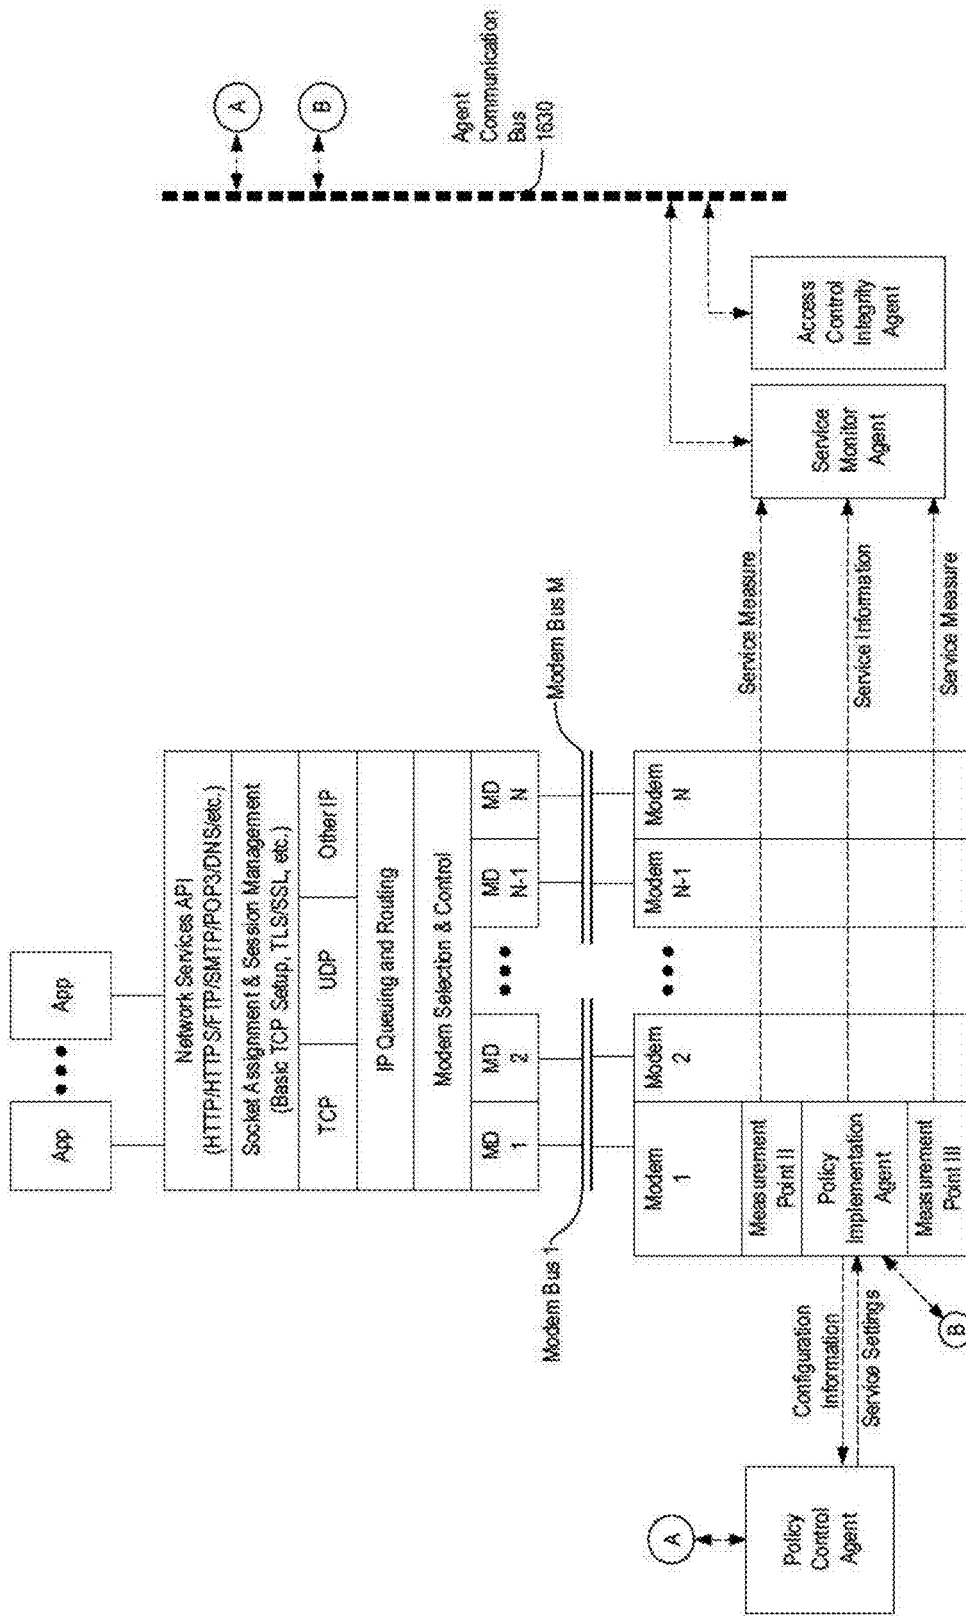 App
App
Network Services API
(HTTP/HTTPS/FTP/SMTP/POP3/DNS/etc.)
Socket Assignment & Session Management
(Basic TCP Setup, TLS/SSL, etc.)
TCP
UDP
Other IP
IP Queuing and Routing
Modem Selection & Control
MD
1
MD
2
MD
N-1
MD
N
Modem Bus 1
Modem Bus M
Modem
1
Modem
2
Modem
N-1
Modem
N
Measurement
Point II
Policy
Implementation
Agent
Measurement
Point III
A
Policy
Control
Agent
Configuration
Information
Service Settings
B
Service Measure
Service Information
Service Measure
Service
Monitor
Agent
Access
Control
Integrity
Agent
A
B
Agent
Communication
Bus
1630